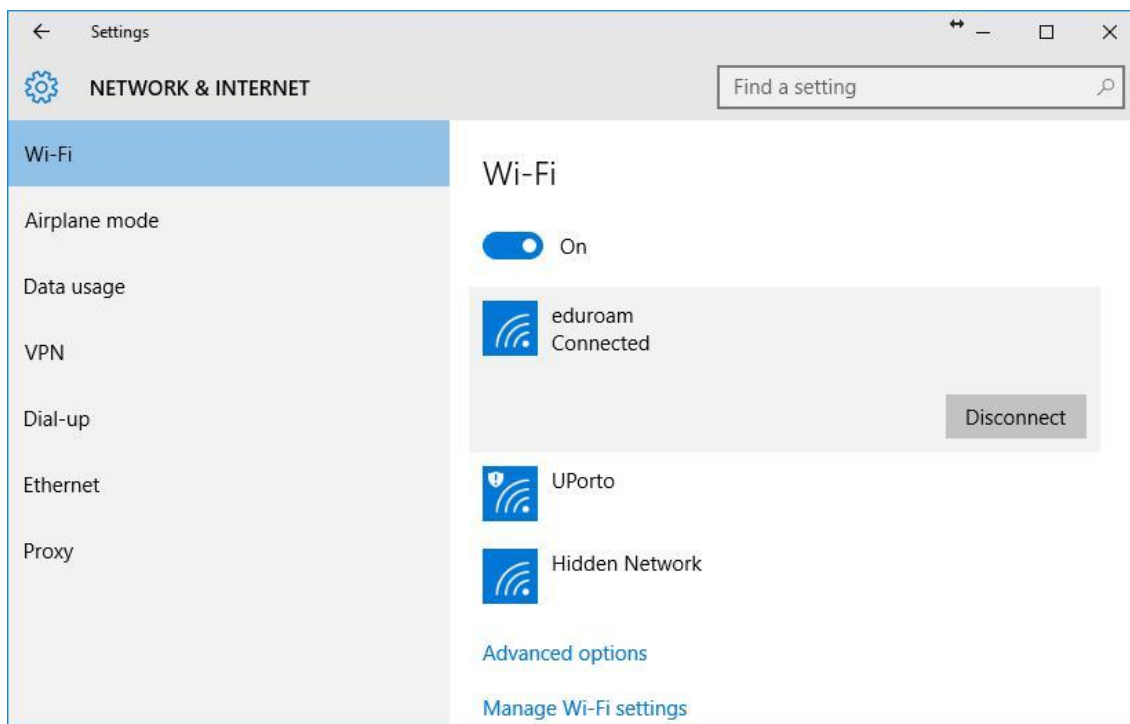 Settings
NETWORK & INTERNET
Find a setting
Wi-Fi
Airplane mode
Data usage
VPN
Dial-up
Ethernet
Proxy
Wi-Fi
On
eduroam
Connected
Disconnect
UPorto
Hidden Network
Advanced options
Manage Wi-Fi settings